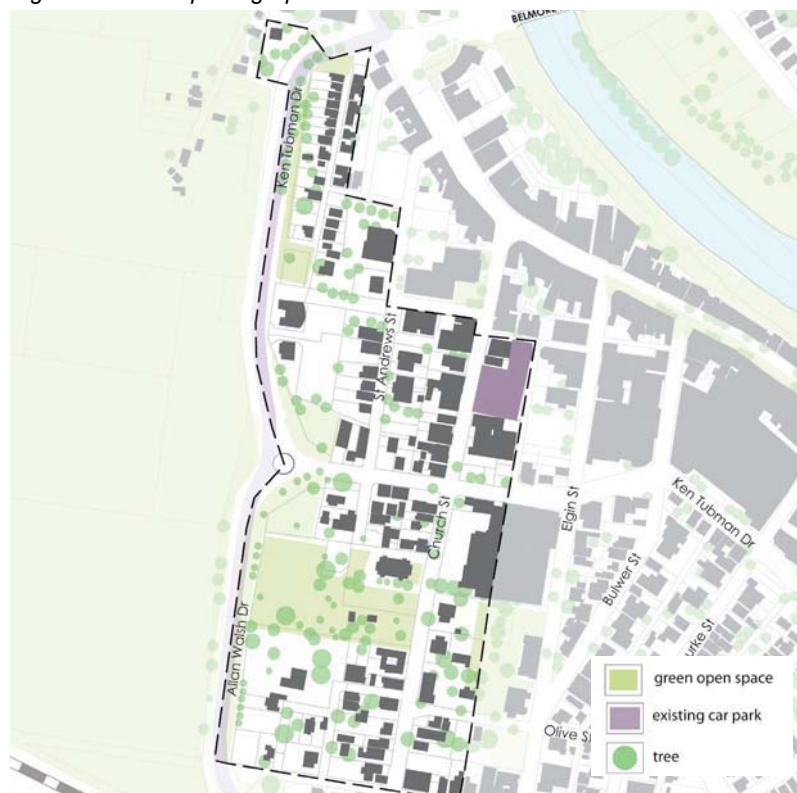 BELMORE
Ken Tubman Dr
St Andrews St
Church St
Elgin St
Ken Tubman Dr
Bulwer St
Allan Walsh Dr
Olive St
green open space
existing car park
tree